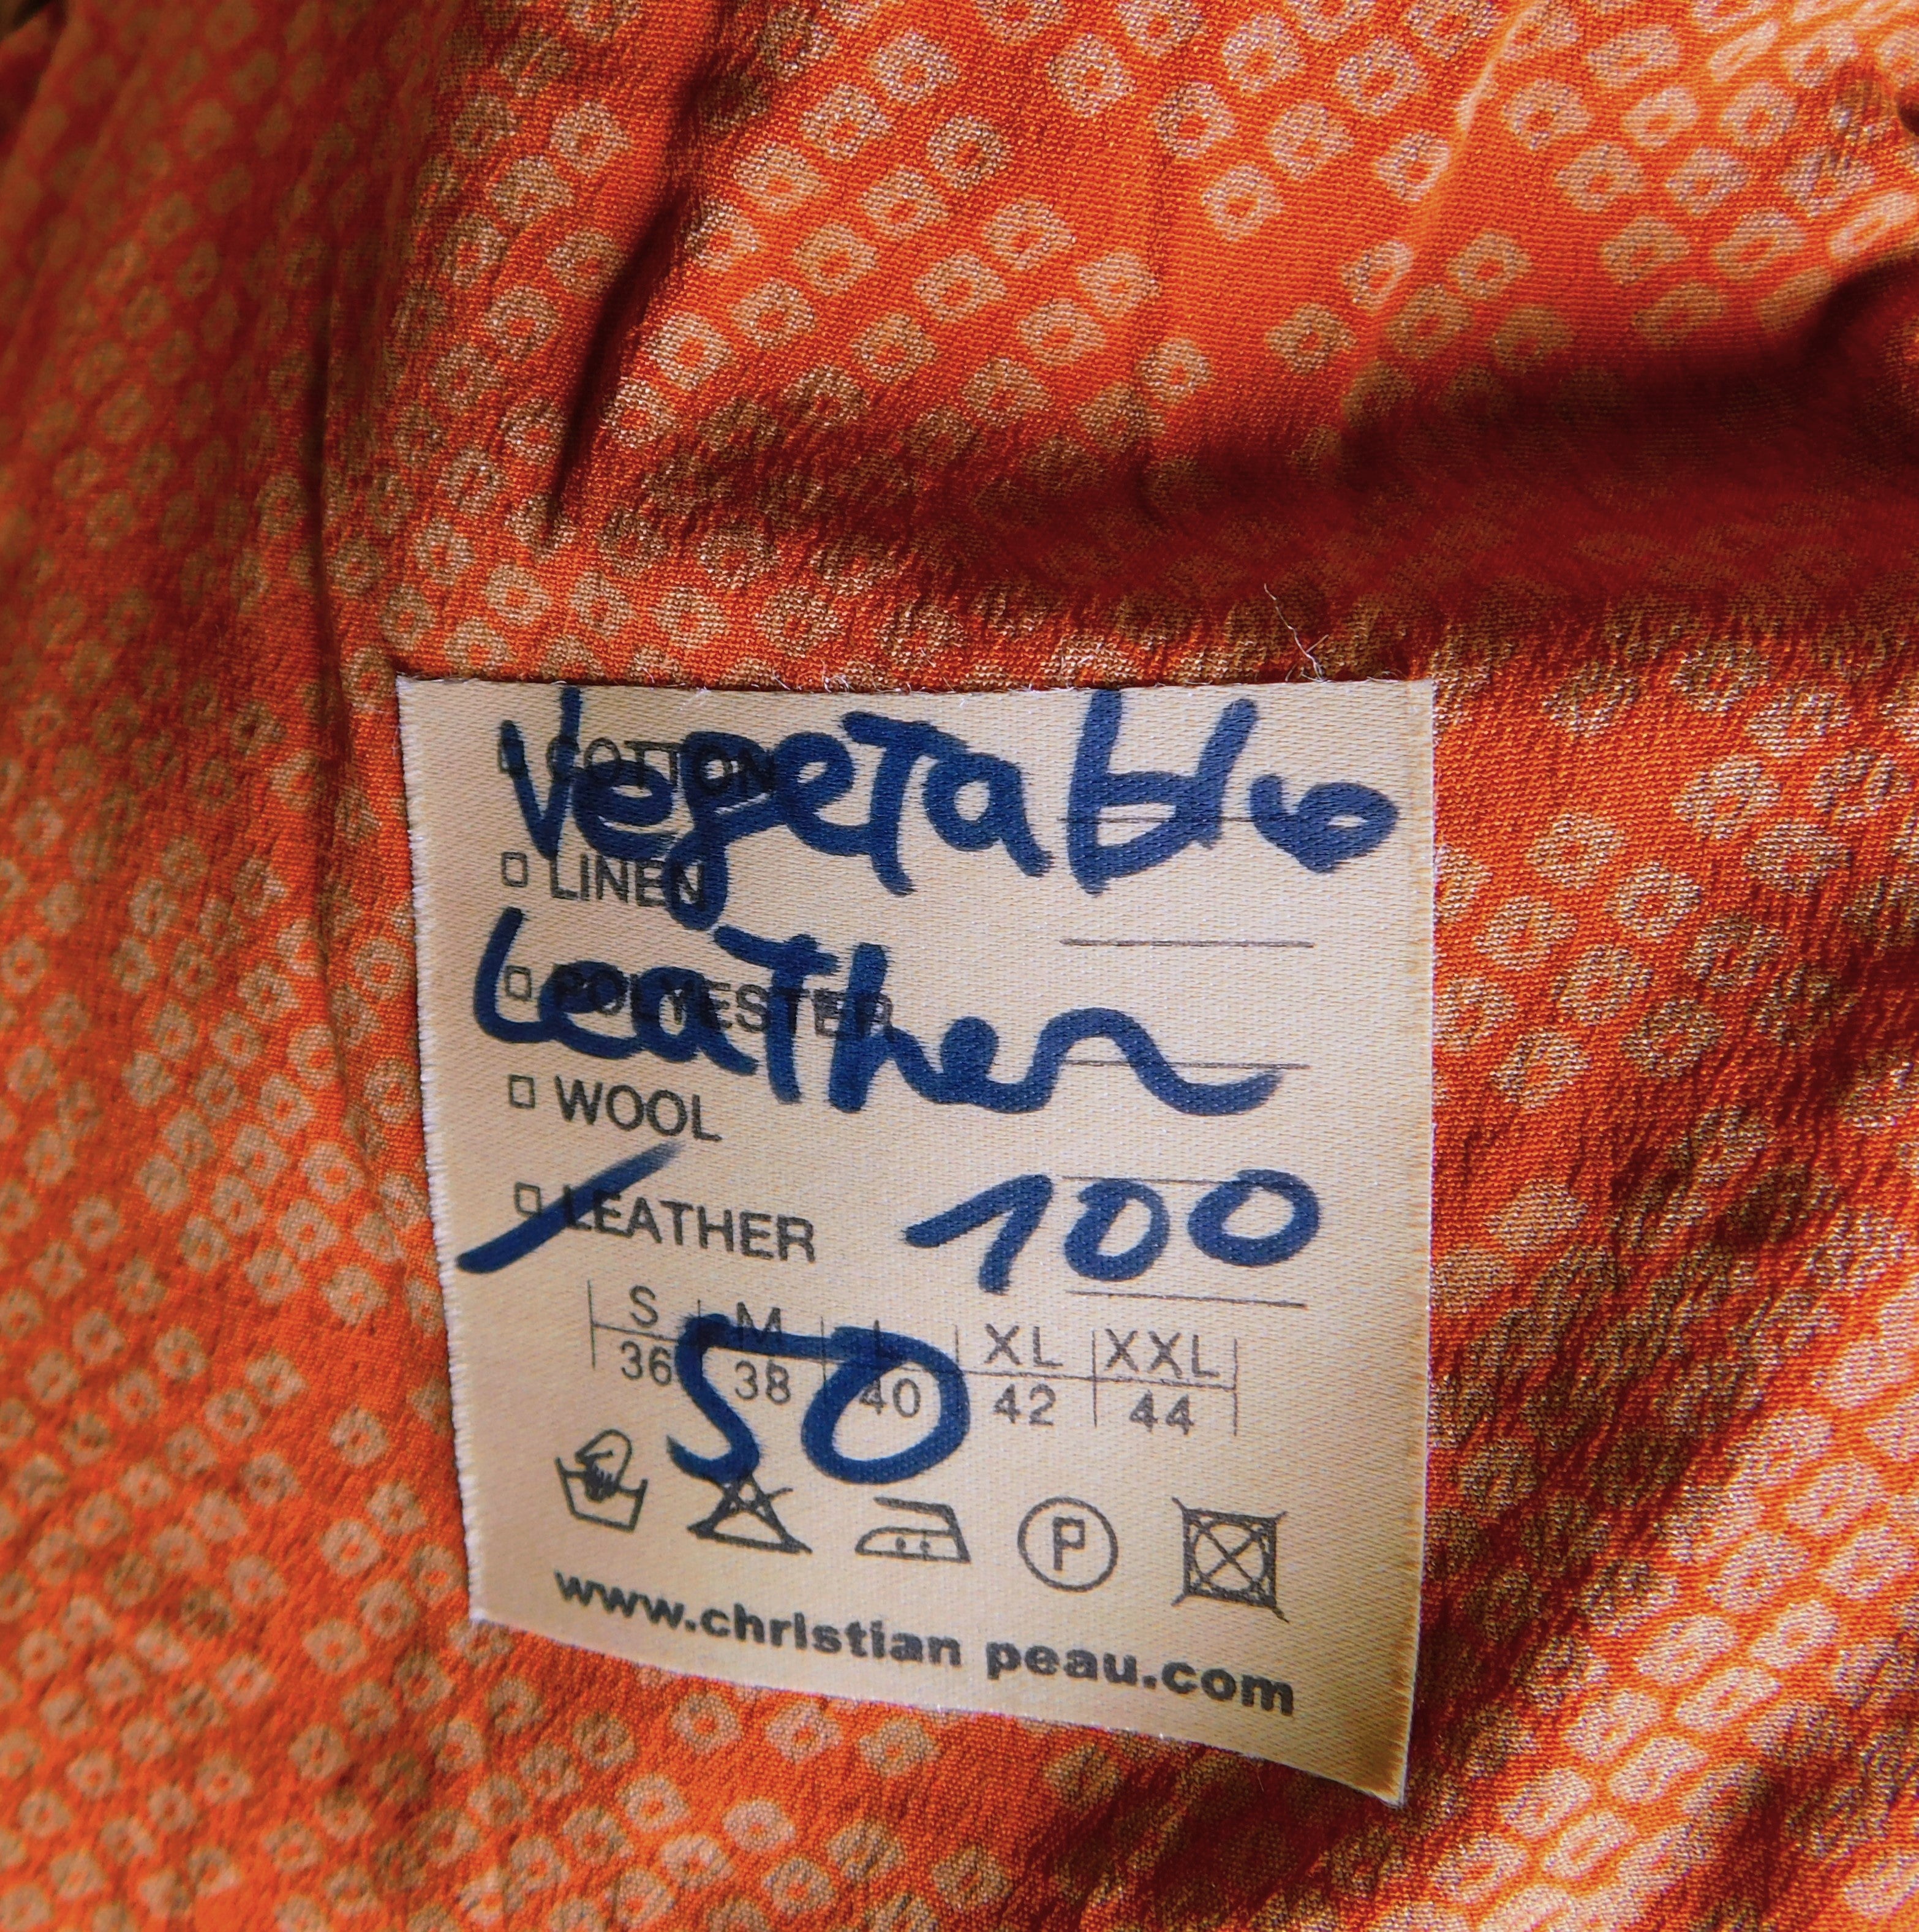 Vegetable
□ COTTON
□ LINEN
Leather
□ POLYESTER
□ WOOL
□ LEATHER 100
S M L XL XXL
50
36 38 40 42 44
P
www.christian peau.com